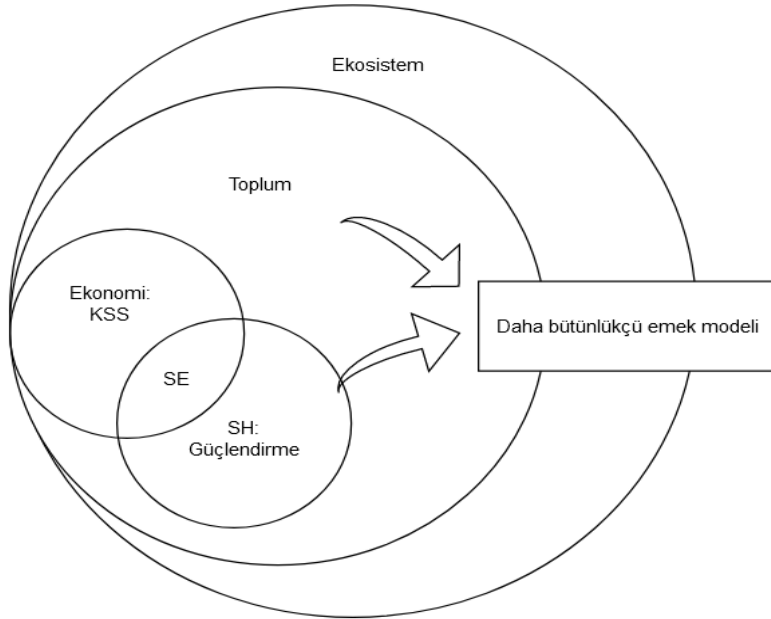 Ekosistem
Toplum
Ekonomi:
KSS
SE
SH:
Güçlendirme
Daha bütünlükçü emek modeli